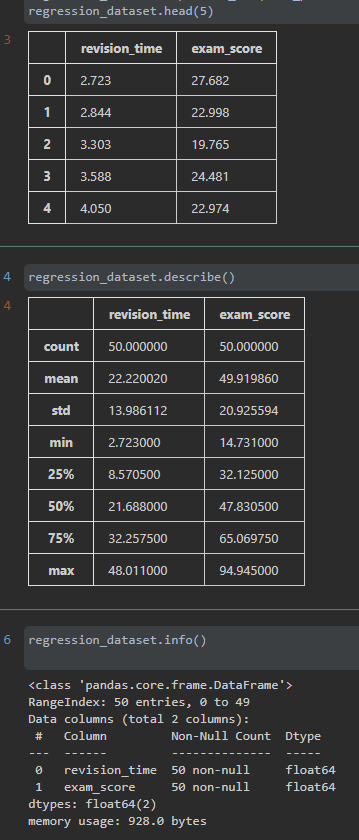 regression_dataset.head(5)
3
revision_time exam_score
0 2.723 27.682
1 2.844 22.998
2 3.303 19.765
3 3.588 24.481
4 4.050 22.974
4 regression_dataset.describe()
4
revision_time exam_score
count 50.000000 50.000000
mean 22.220020 49.919860
std 13.986112 20.925594
min 2.723000 14.731000
25% 8.570500 32.125000
50% 21.688000 47.830500
75% 32.257500 65.069750
max 48.011000 94.945000
6 regression_dataset.info()
<class 'pandas.core.frame.DataFrame'>
RangeIndex: 50 entries, 0 to 49
Data columns (total 2 columns):
# Column Non-Null Count Dtype
--- ------ -------------- -----
0 revision_time 50 non-null float64
1 exam_score 50 non-null float64
dtypes: float64(2)
memory usage: 928.0 bytes